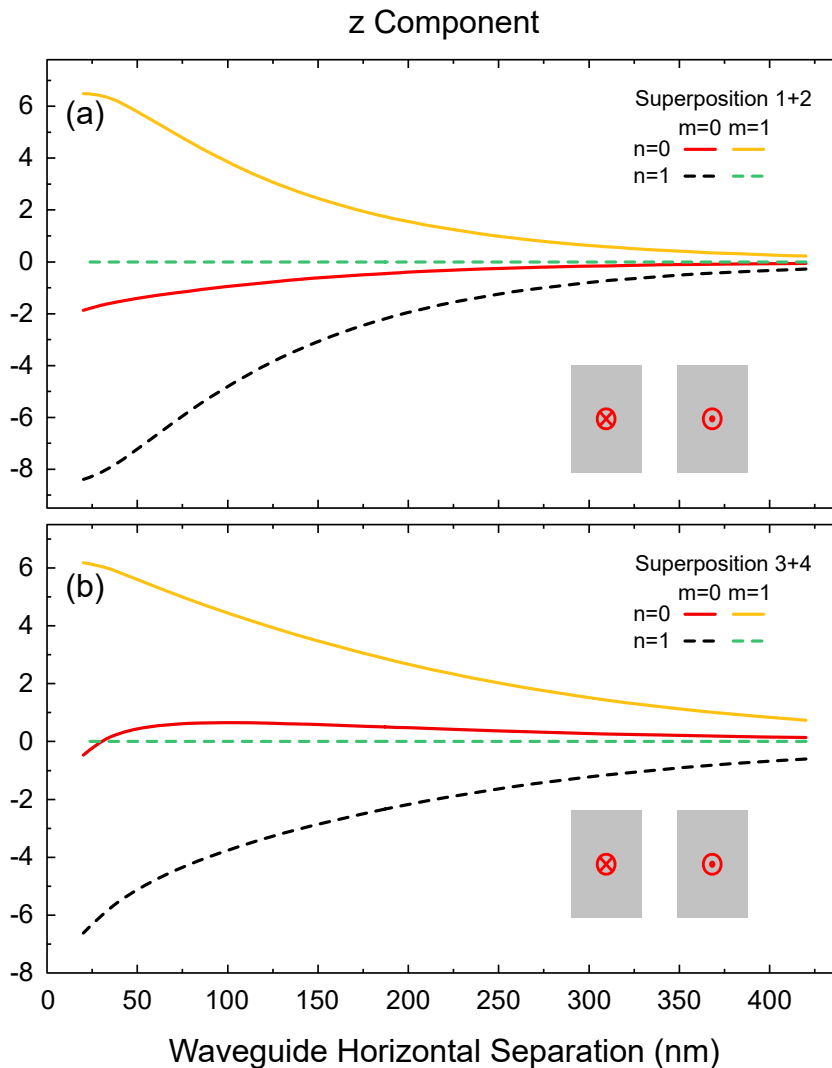 z Component
(a)
Superposition 1+2
m=0 m=1
n=0
n=1
6
4
2
0
-2
-4
-6
-8
(b)
Superposition 3+4
m=0 m=1
n=0
n=1
6
4
2
0
-2
-4
-6
-8
0 50 100 150 200 250 300 350 400
Waveguide Horizontal Separation (nm)